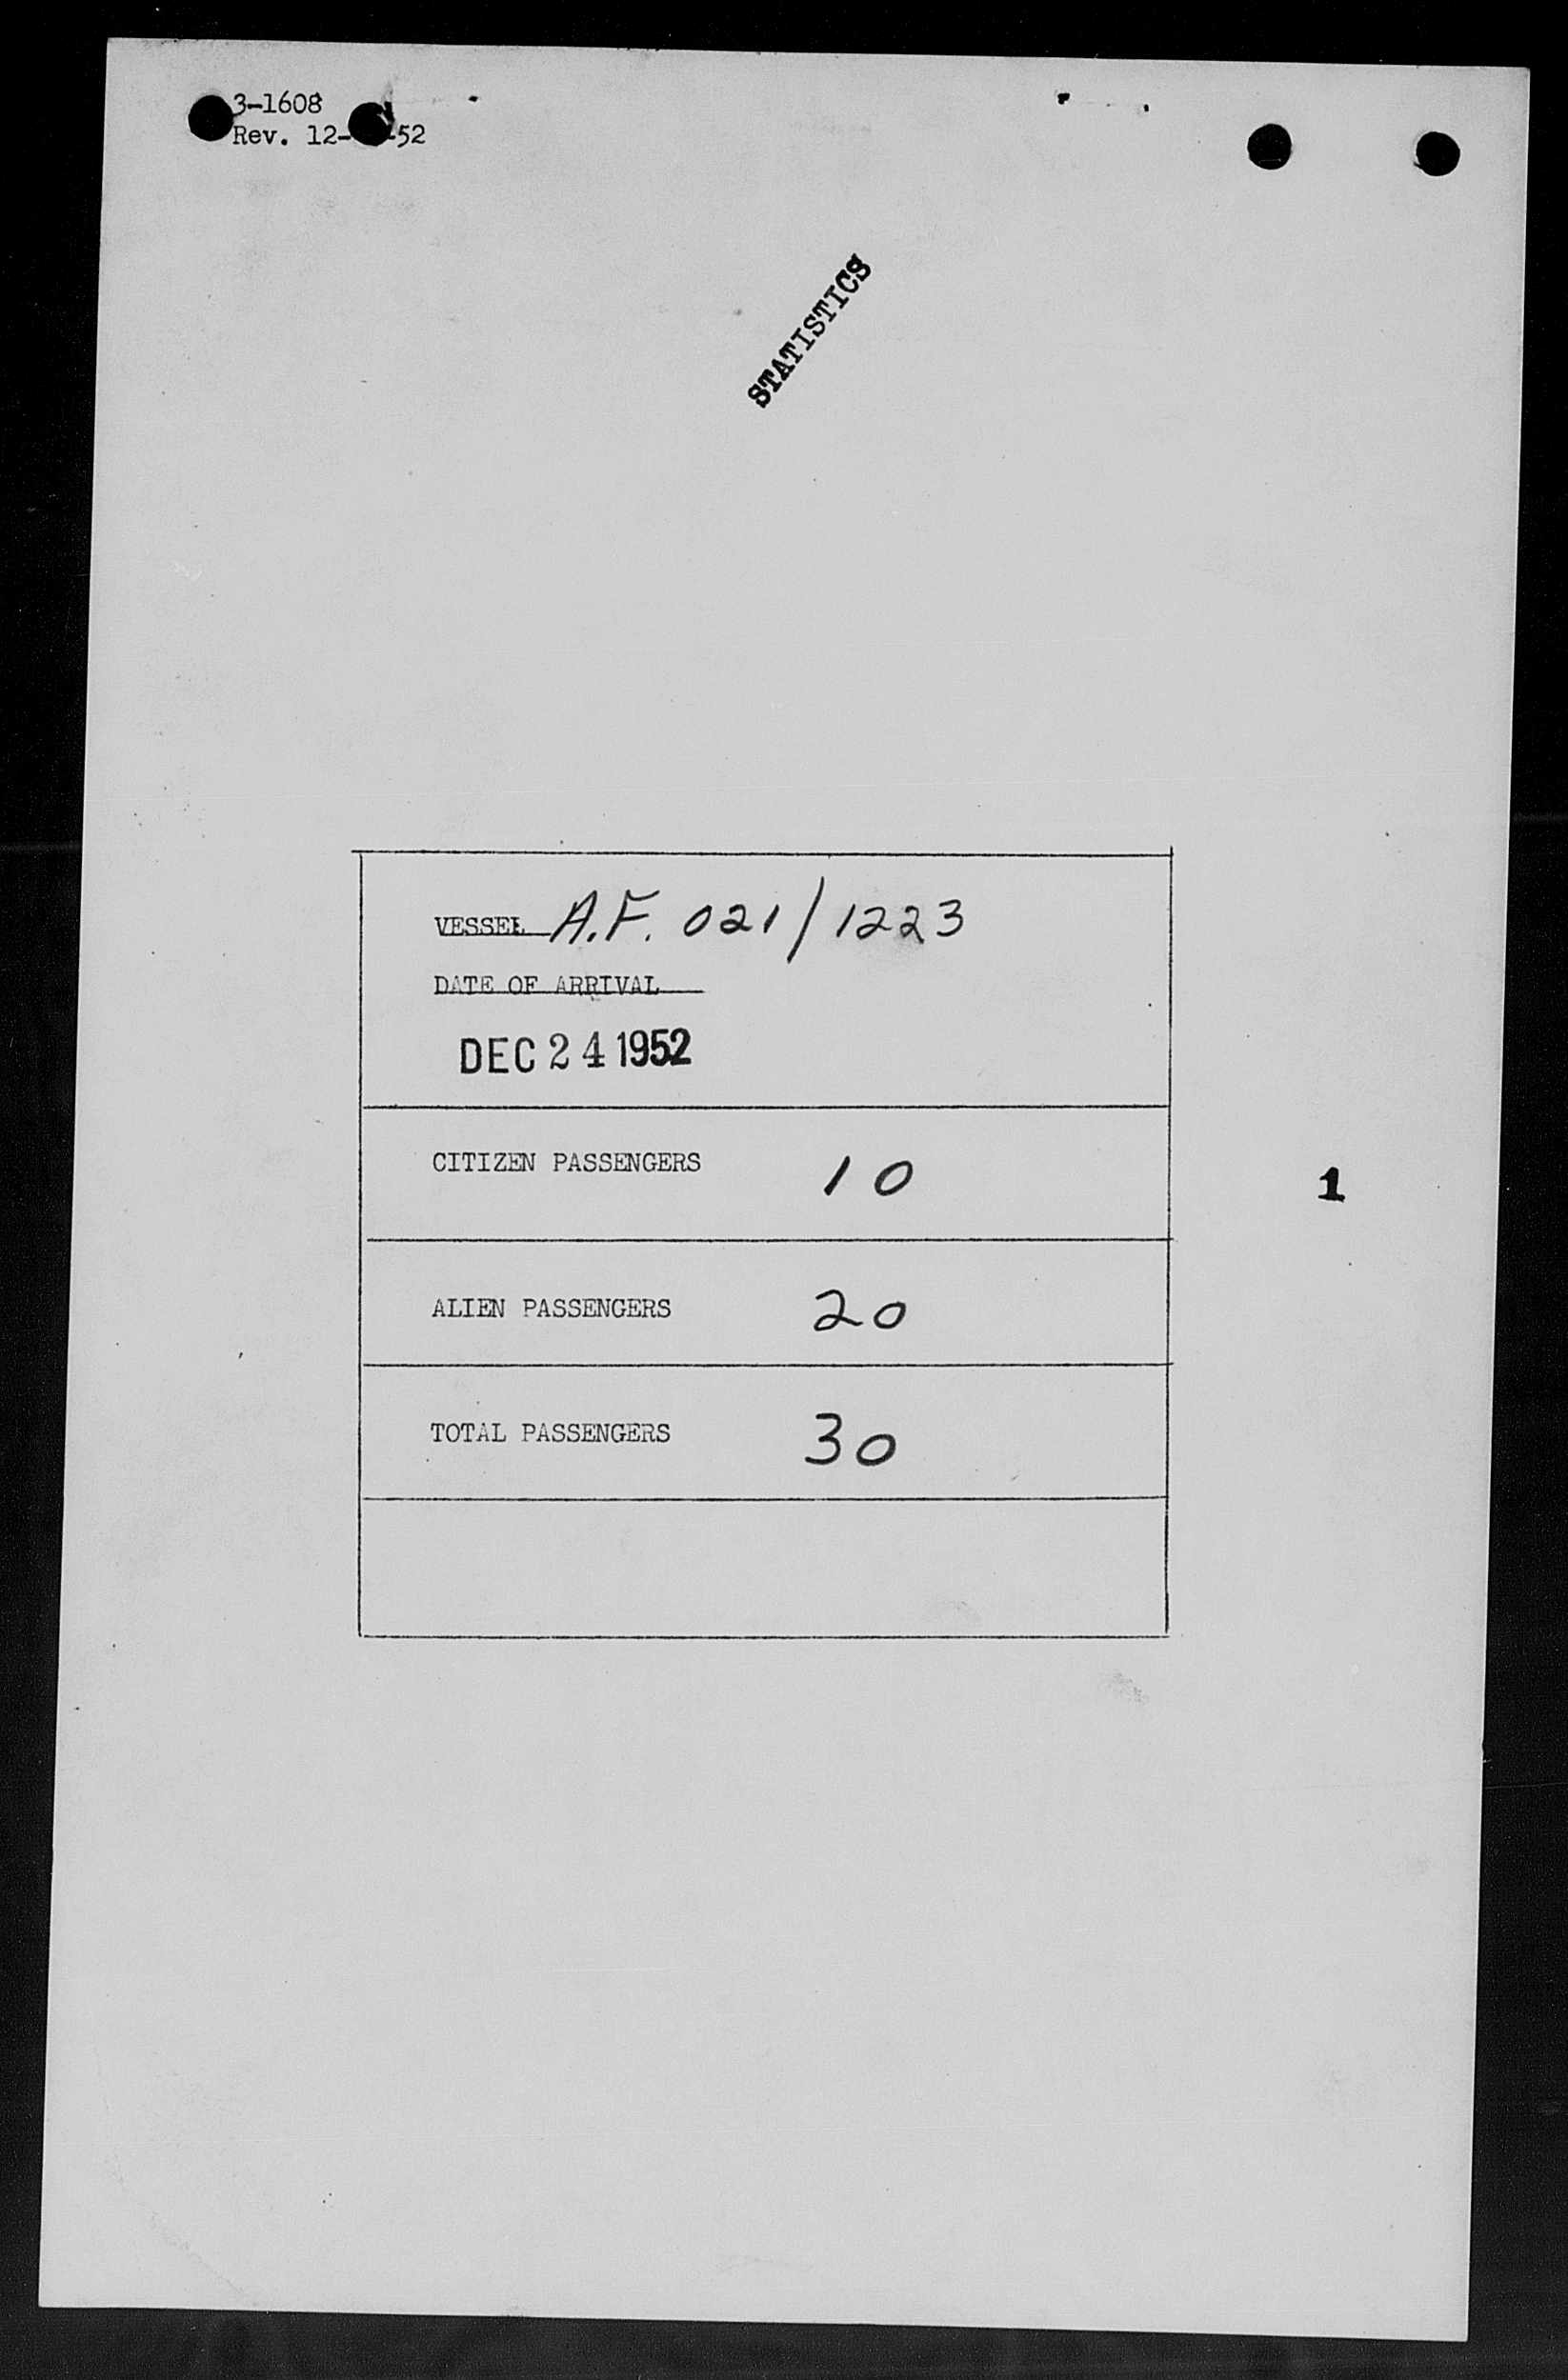 3-1608
Rev. 12- -52
STATISTICS
VESSEL A.F. 021/1223
DATE OF ARRIVAL
DEC 24 1952
CITIZEN PASSENGERS 10
1
ALIEN PASSENGERS 20
TOTAL PASSENGERS 30